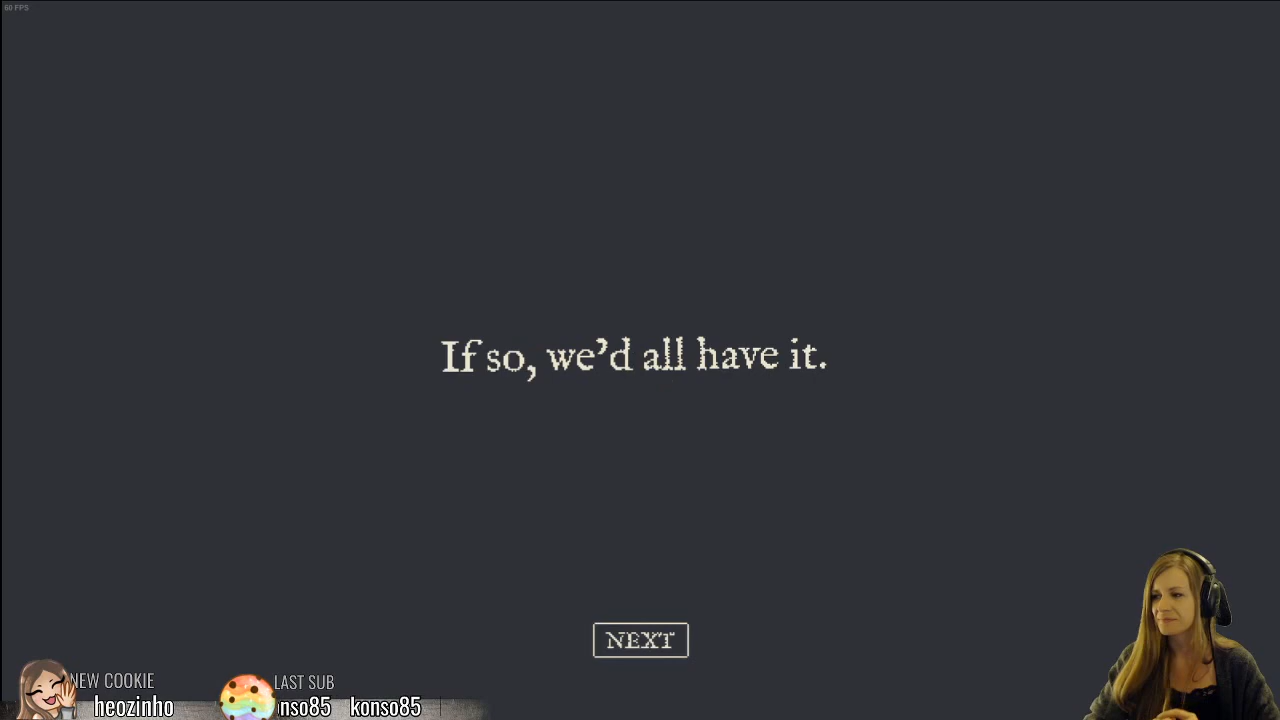 60 FPS
If so, we’d all have it.
NEXT
NEW COOKIE
LAST SUB
heozinho
nso85 konso85